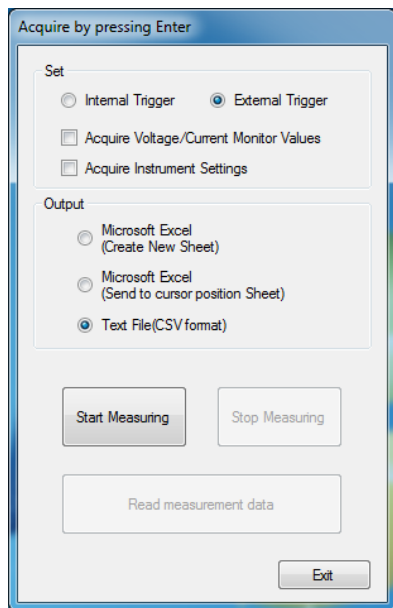 Acquire by pressing Enter
Set
Internal Trigger
External Trigger
Acquire Voltage/Current Monitor Values
Acquire Instrument Settings
Output
Microsoft Excel
(Create New Sheet)
Microsoft Excel
(Send to cursor position Sheet)
Text File(CSV format)
Start Measuring
Stop Measuring
Read measurement data
Exit